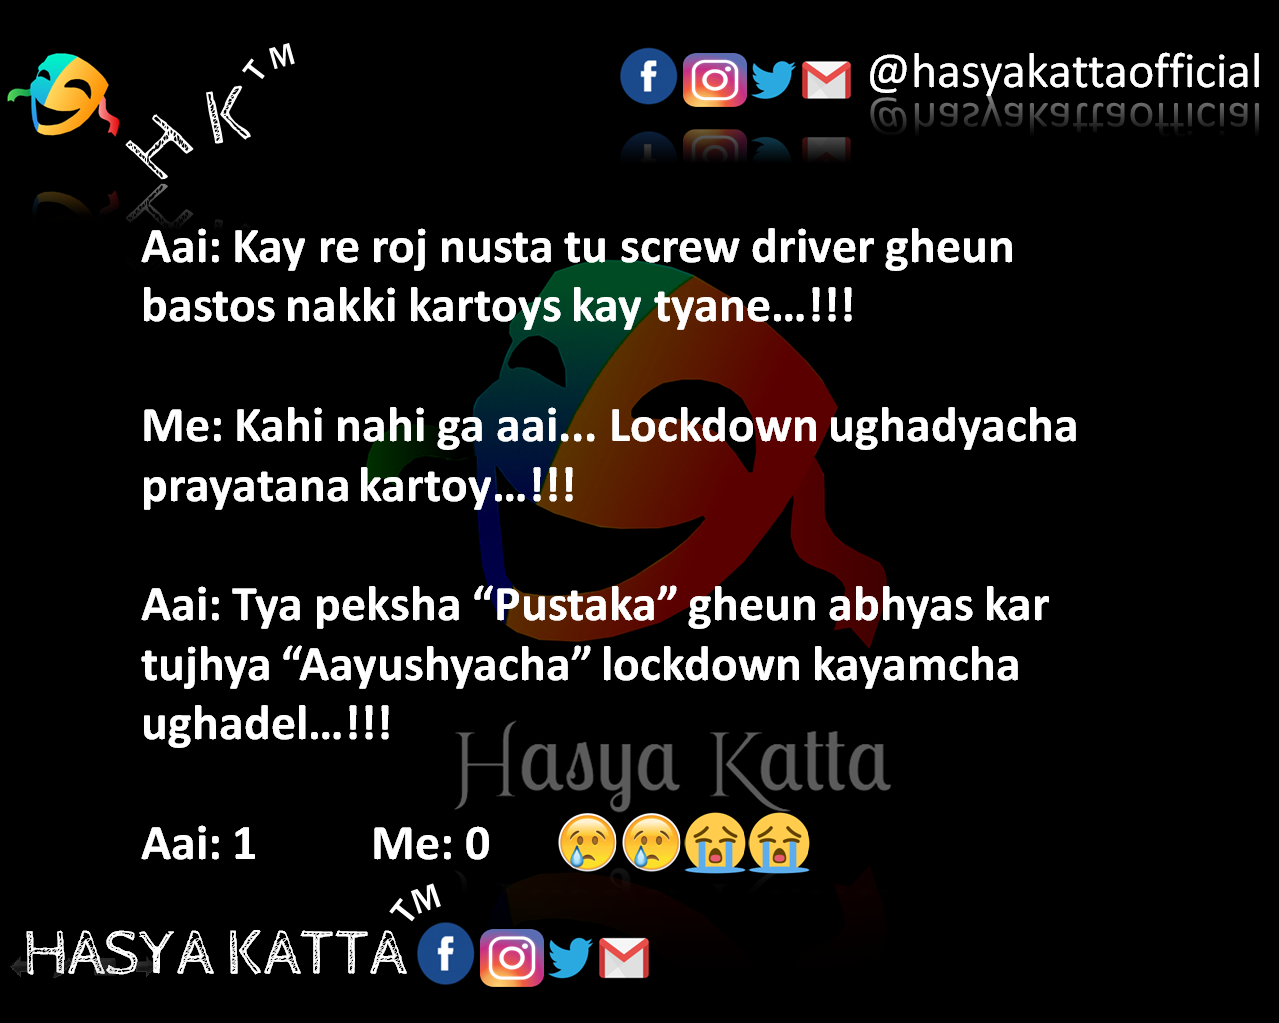 HK™
@hasyakattaofficial
Aai: Kay re roj nusta tu screw driver gheun
bastos nakki kartoys kay tyane...!!!
Me: Kahi nahi ga aai... Lockdown ughadyacha
prayatana kartoy...!!!
Aai: Tya peksha “Pustaka” gheun abhyas kar
tujhya “Aayushyacha” lockdown kayamcha
ughadel...!!!
Hasya Katta
Aai: 1 Me: 0 😢😢😭😭
HASYA KATTA™